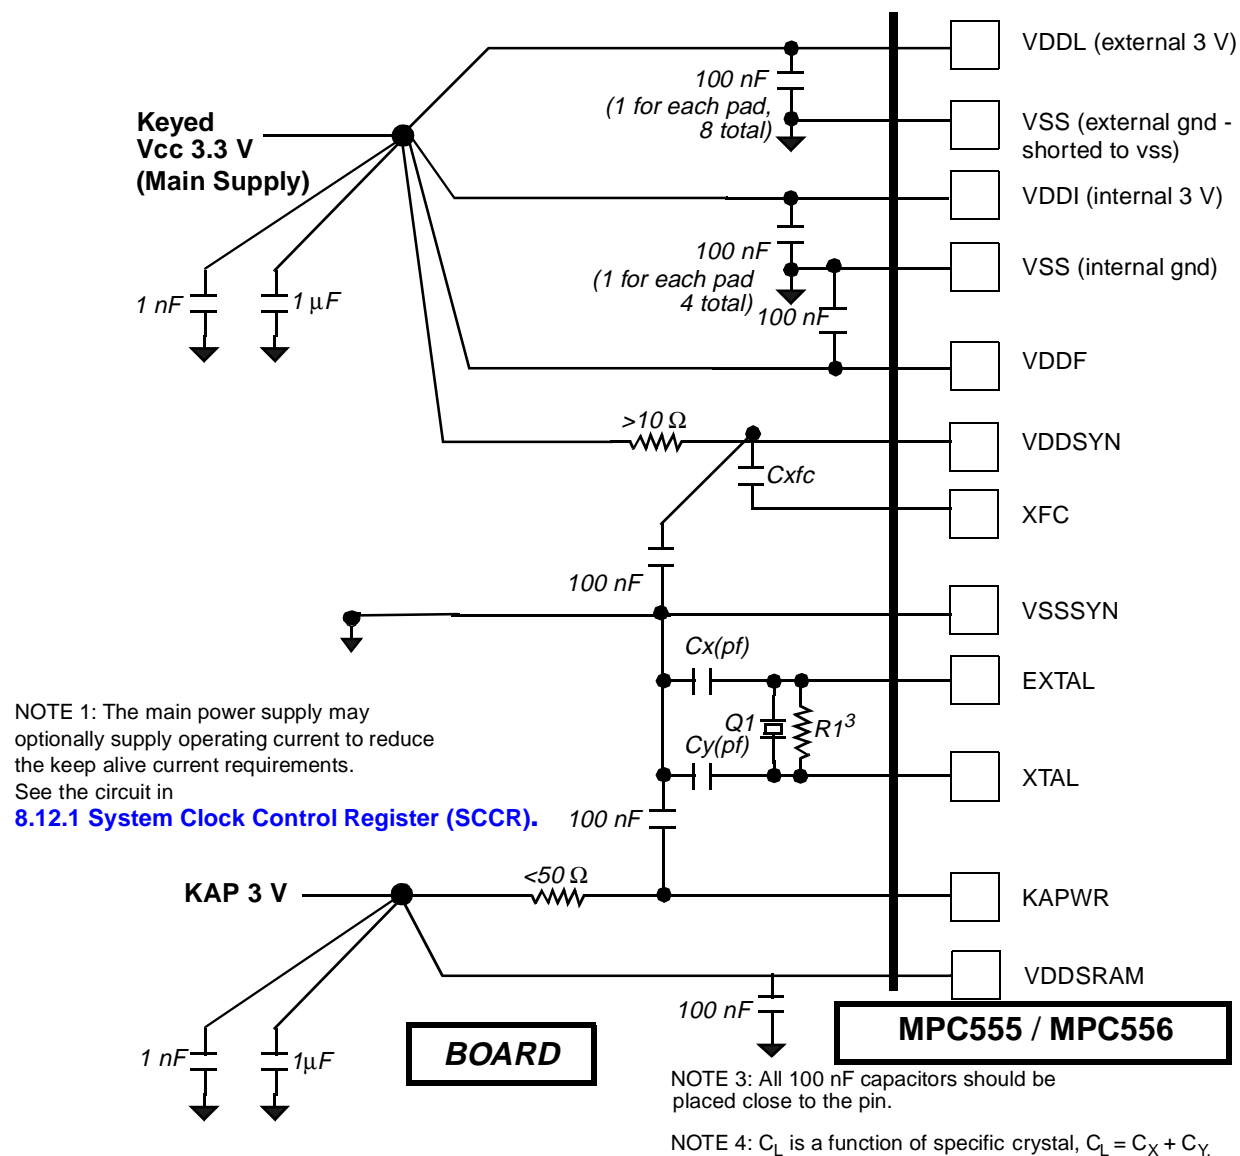 VDDL (external 3 V)
100 nF
(1 for each pad,
8 total)
Keyed
Vcc 3.3 V
(Main Supply)
VSS (external gnd -
shorted to vss)
VDDI (internal 3 V)
100 nF
(1 for each pad
4 total)
VSS (internal gnd)
1 nF
1 μF
100 nF
VDDF
>10 Ω
VDDSYN
Cxfc
XFC
100 nF
VSSSYN
Cx(pf)
EXTAL
Q1
R1³
Cy(pf)
XTAL
NOTE 1: The main power supply may
optionally supply operating current to reduce
the keep alive current requirements.
See the circuit in
8.12.1 System Clock Control Register (SCCR).
100 nF
<50 Ω
KAP 3 V
KAPWR
VDDSRAM
100 nF
1 nF
1μF
BOARD
MPC555 / MPC556
NOTE 3: All 100 nF capacitors should be
placed close to the pin.
NOTE 4: C_L is a function of specific crystal, C_L = C_X + C_Y.